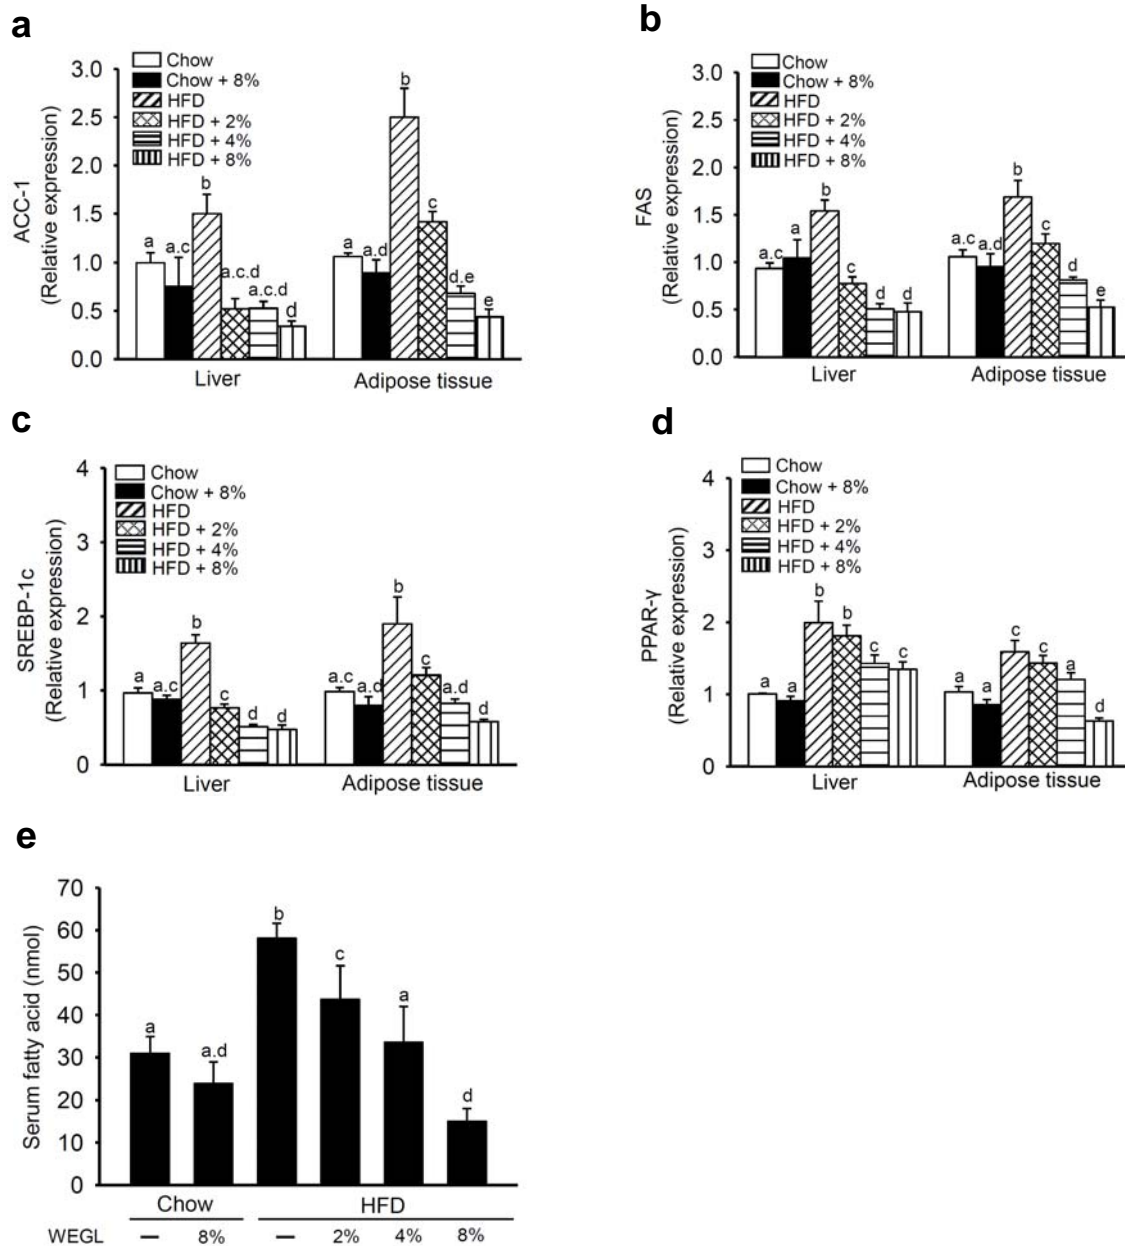 a
ACC-1
(Relative expression)
3.0
2.5
2.0
1.5
1.0
0.5
0.0
Chow
Chow + 8%
HFD
HFD + 2%
HFD + 4%
HFD + 8%
a
a.c
b
a.c.d
a.c.d
d
a
a.d
b
c
d.e
e
Liver
Adipose tissue
b
FAS
(Relative expression)
3.0
2.5
2.0
1.5
1.0
0.5
0.0
Chow
Chow + 8%
HFD
HFD + 2%
HFD + 4%
HFD + 8%
a.c
a
b
c
d
d
a.c
a.d
b
c
d
e
Liver
Adipose tissue
c
SREBP-1c
(Relative expression)
4
3
2
1
0
Chow
Chow + 8%
HFD
HFD + 2%
HFD + 4%
HFD + 8%
a
a.c
b
c
d
d
a.c
a.d
b
c
a.d
d
Liver
Adipose tissue
d
PPAR-γ
(Relative expression)
4
3
2
1
0
Chow
Chow + 8%
HFD
HFD + 2%
HFD + 4%
HFD + 8%
a
a
b
b
c
c
a
a
c
c
a
d
Liver
Adipose tissue
e
Serum fatty acid (nmol)
70
60
50
40
30
20
10
0
a
a.d
b
c
a
d
Chow HFD
WEGL – 8% – 2% 4% 8%